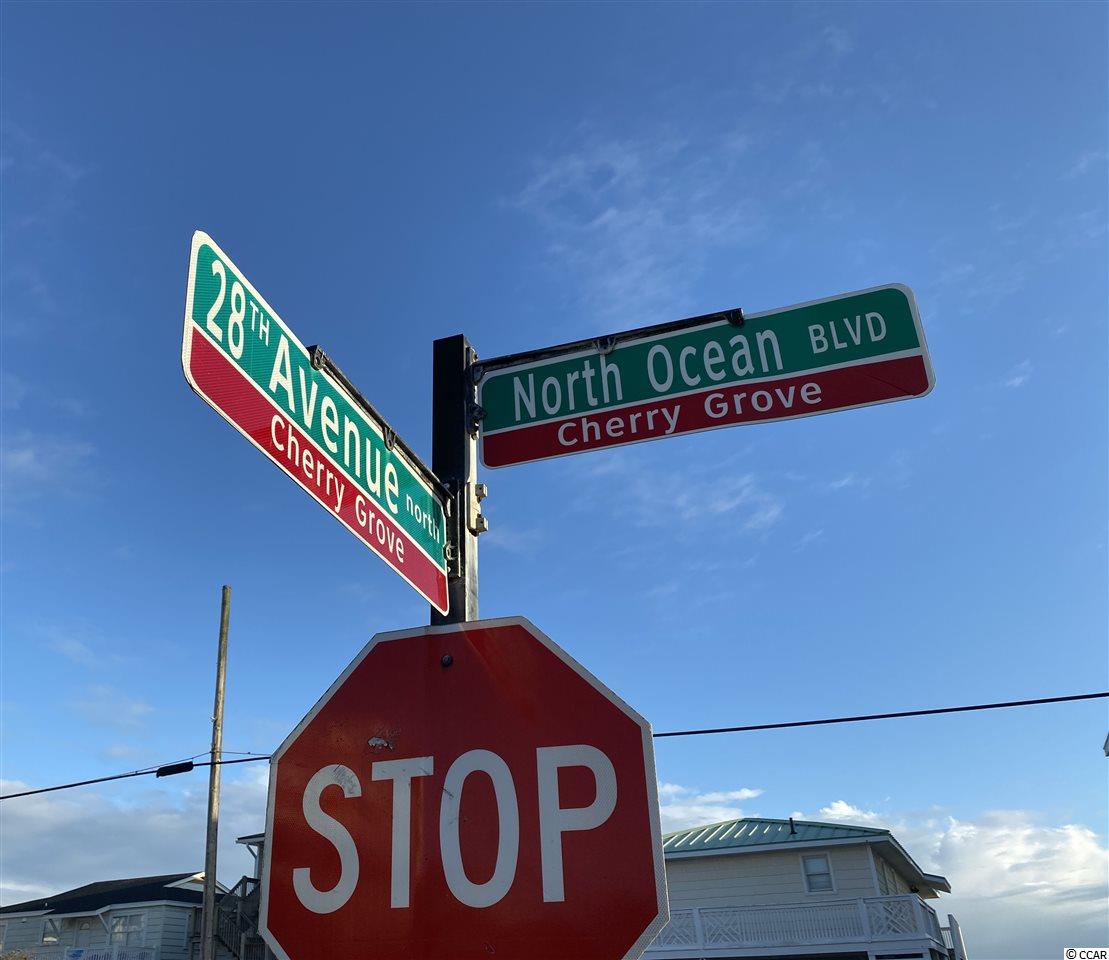 28TH Avenue north
Cherry Grove
North Ocean BLVD
Cherry Grove
STOP
© CCAR